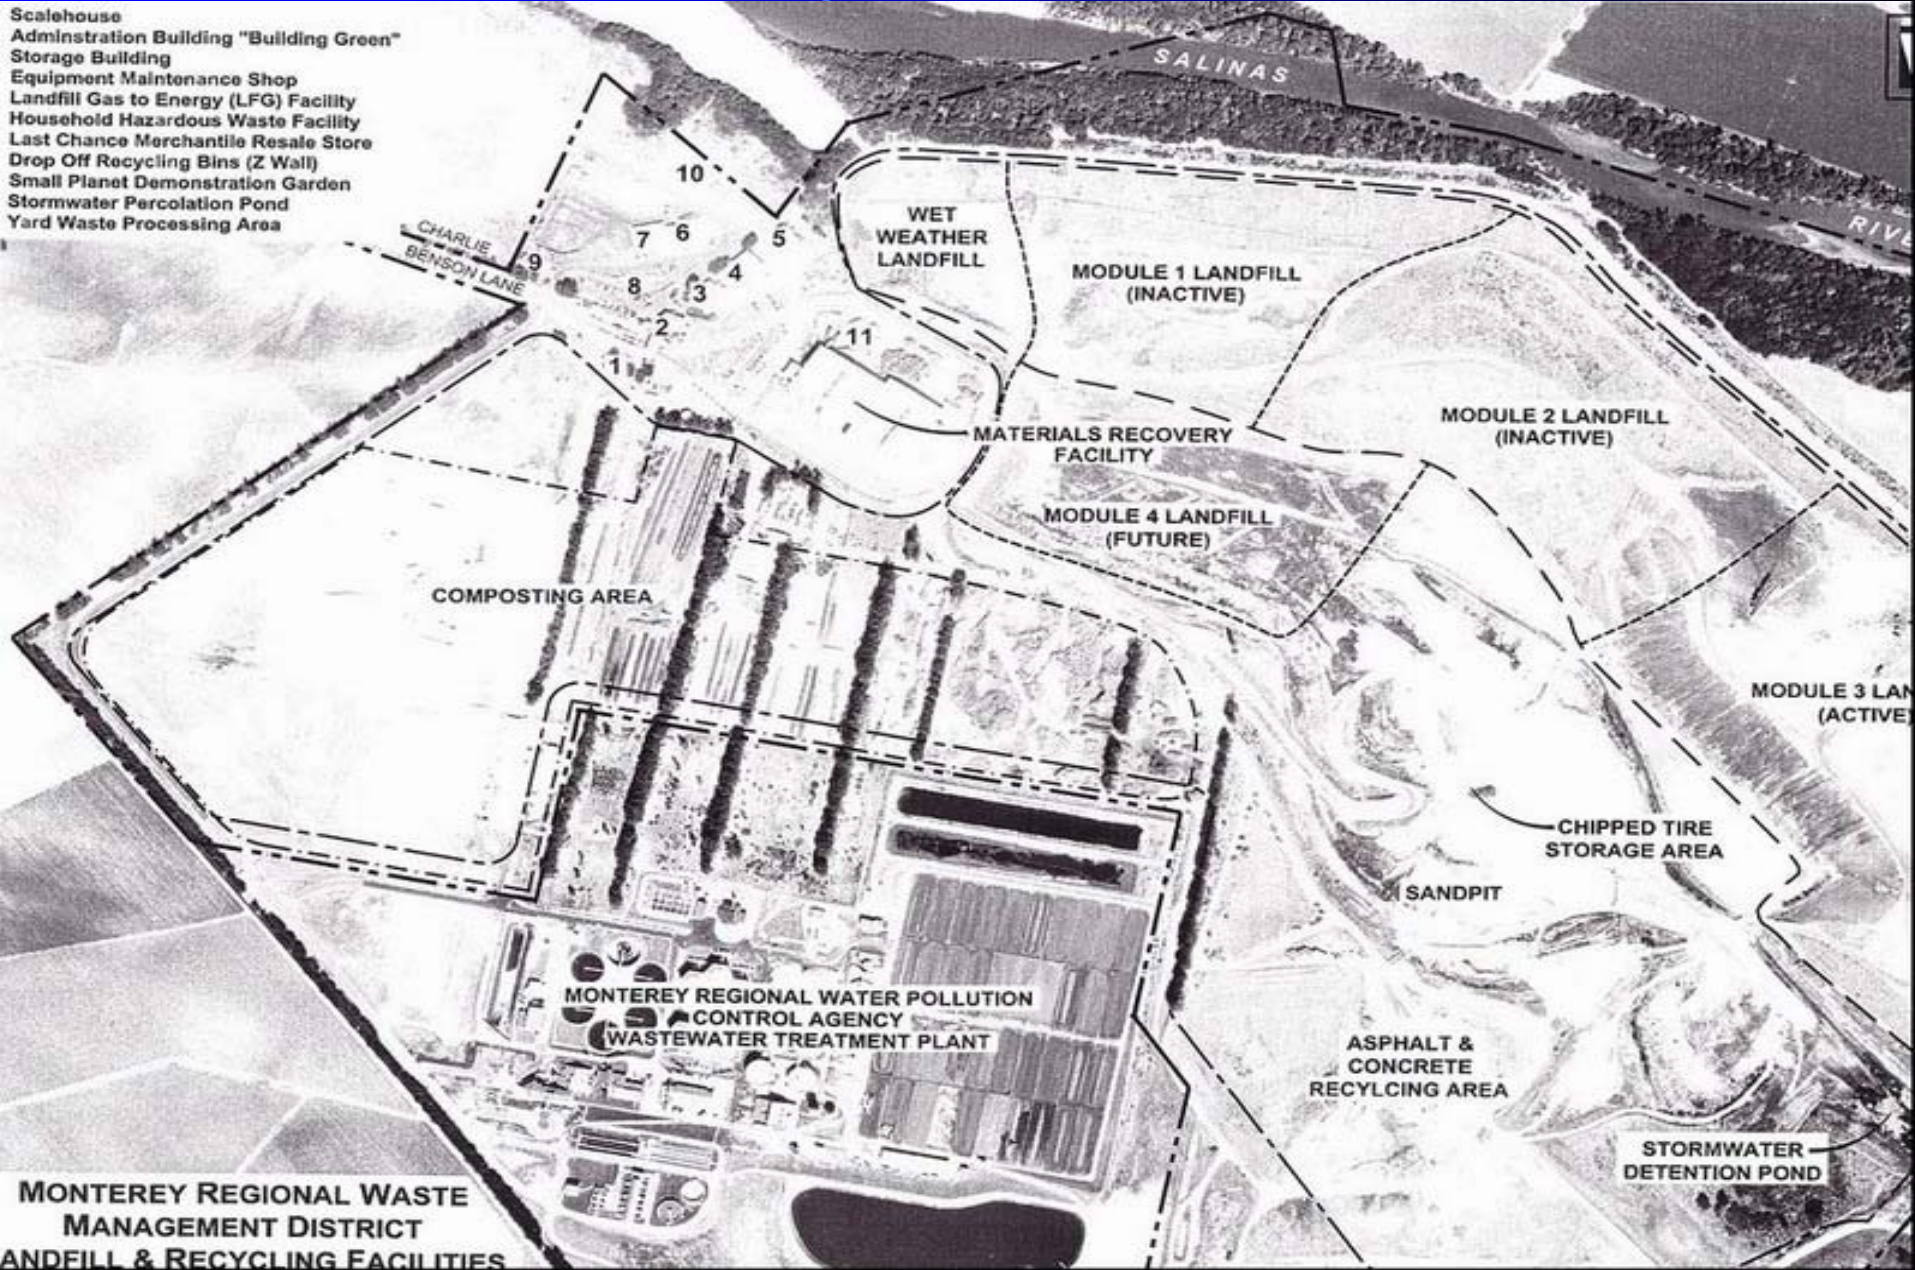 Scalehouse
Adminstration Building "Building Green"
Storage Building
Equipment Maintenance Shop
Landfill Gas to Energy (LFG) Facility
Household Hazardous Waste Facility
Last Chance Merchantile Resale Store
Drop Off Recycling Bins (Z Wall)
Small Planet Demonstration Garden
Stormwater Percolation Pond
Yard Waste Processing Area
SALINAS
RIVE
CHARLIE
BENSON LANE
10
7
6
5
9
8
4
3
2
1
11
WET
WEATHER
LANDFILL
MODULE 1 LANDFILL
(INACTIVE)
MODULE 2 LANDFILL
(INACTIVE)
MATERIALS RECOVERY
FACILITY
MODULE 4 LANDFILL
(FUTURE)
COMPOSTING AREA
MODULE 3 LAN
(ACTIVE)
CHIPPED TIRE
STORAGE AREA
SANDPIT
MONTEREY REGIONAL WATER POLLUTION
CONTROL AGENCY
WASTEWATER TREATMENT PLANT
ASPHALT &
CONCRETE
RECYLCING AREA
STORMWATER
DETENTION POND
MONTEREY REGIONAL WASTE
MANAGEMENT DISTRICT
ANDFILL & RECYCLING FACILITIES